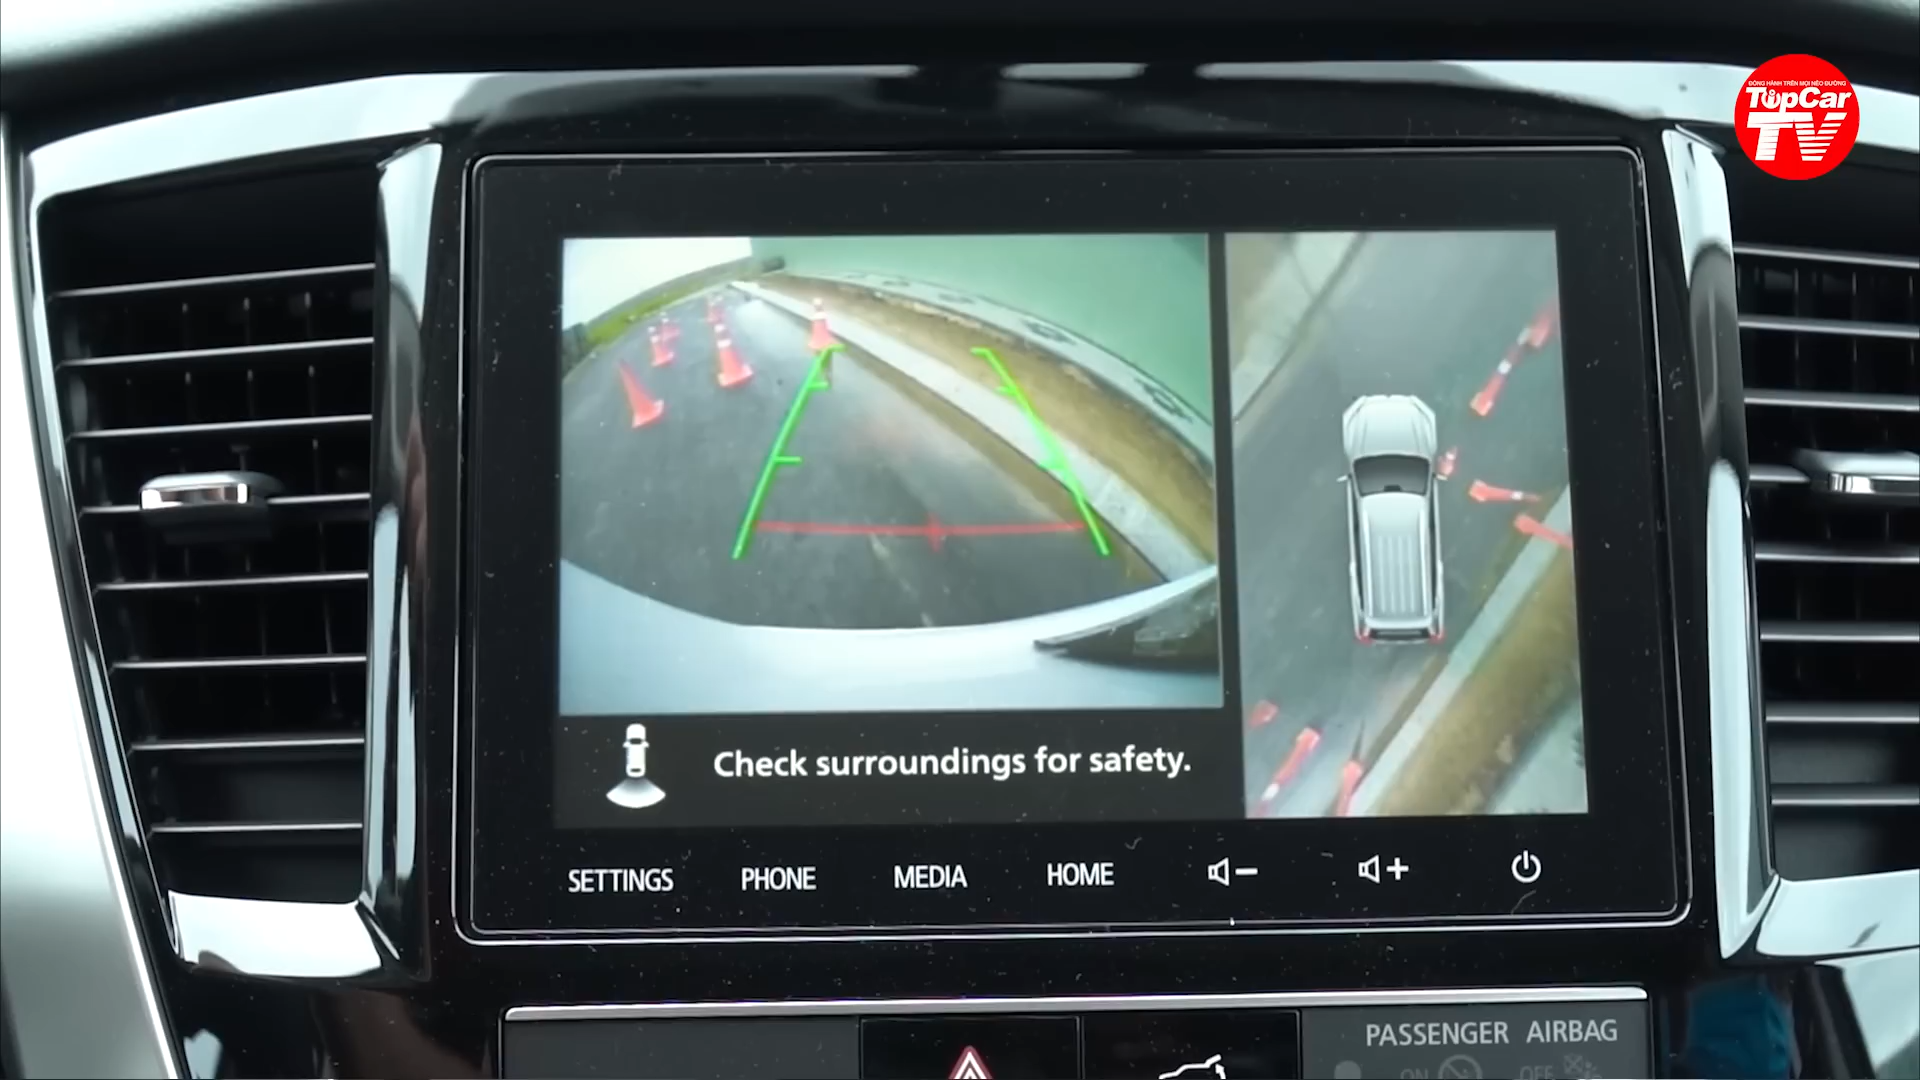 ĐỒNG HÀNH TRÊN MỌI NẺO ĐƯỜNG
TopCar
TV
Check surroundings for safety.
SETTINGS PHONE MEDIA HOME
PASSENGER AIRBAG
ON OFF